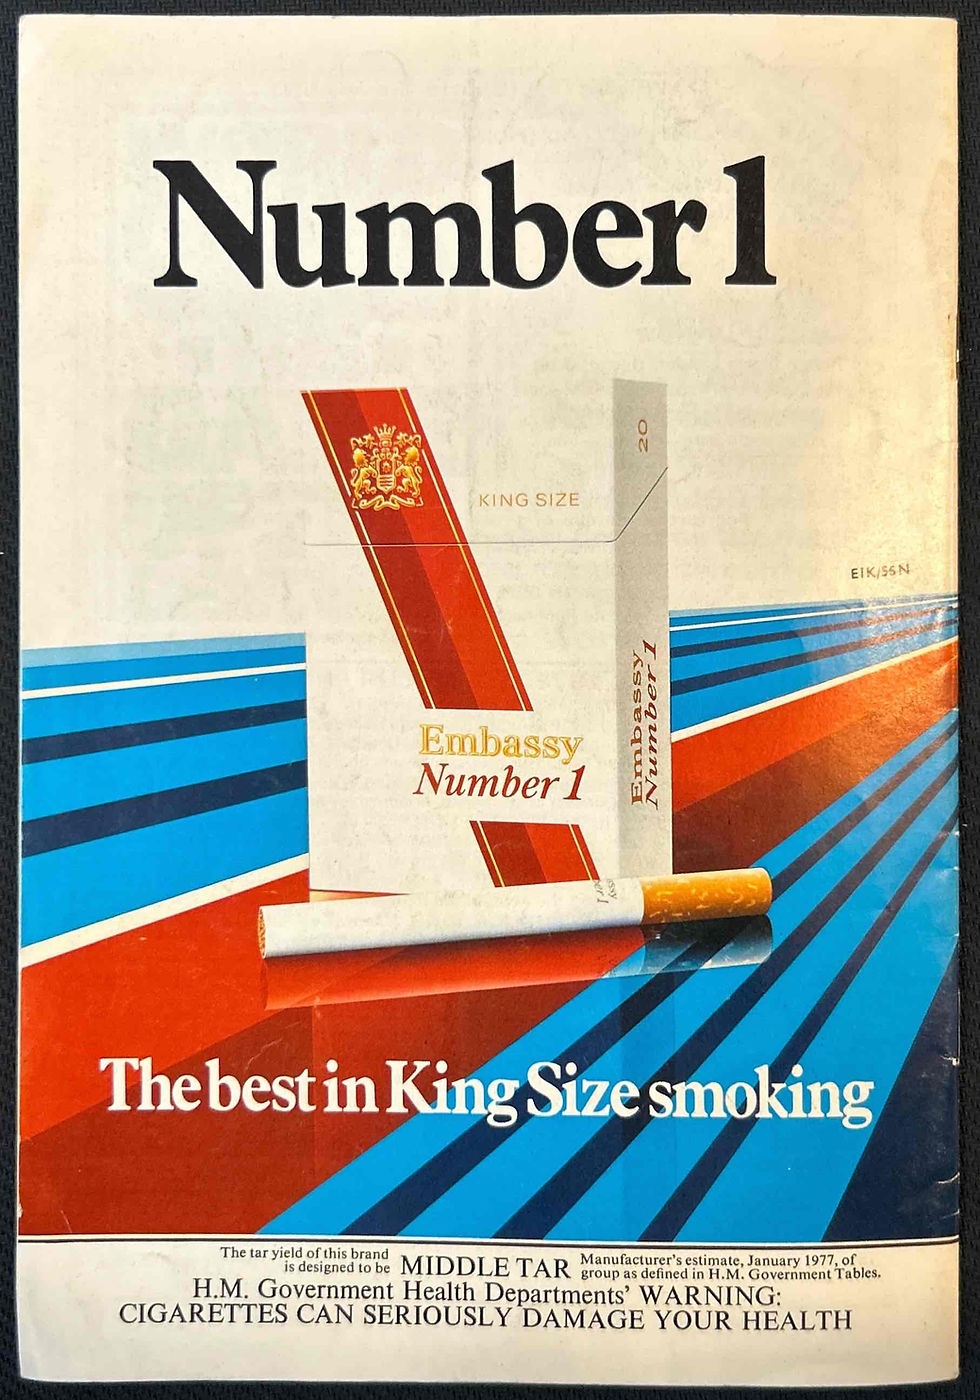 Number 1
20
KING SIZE
EIK/55N
Embassy
Number 1
Embassy
Number 1
The best in King Size smoking
The tar yield of this brand
is designed to be
MIDDLE TAR
Manufacturer's estimate, January 1977, of
group as defined in H.M. Government Tables.
H.M. Government Health Departments' WARNING:
CIGARETTES CAN SERIOUSLY DAMAGE YOUR HEALTH